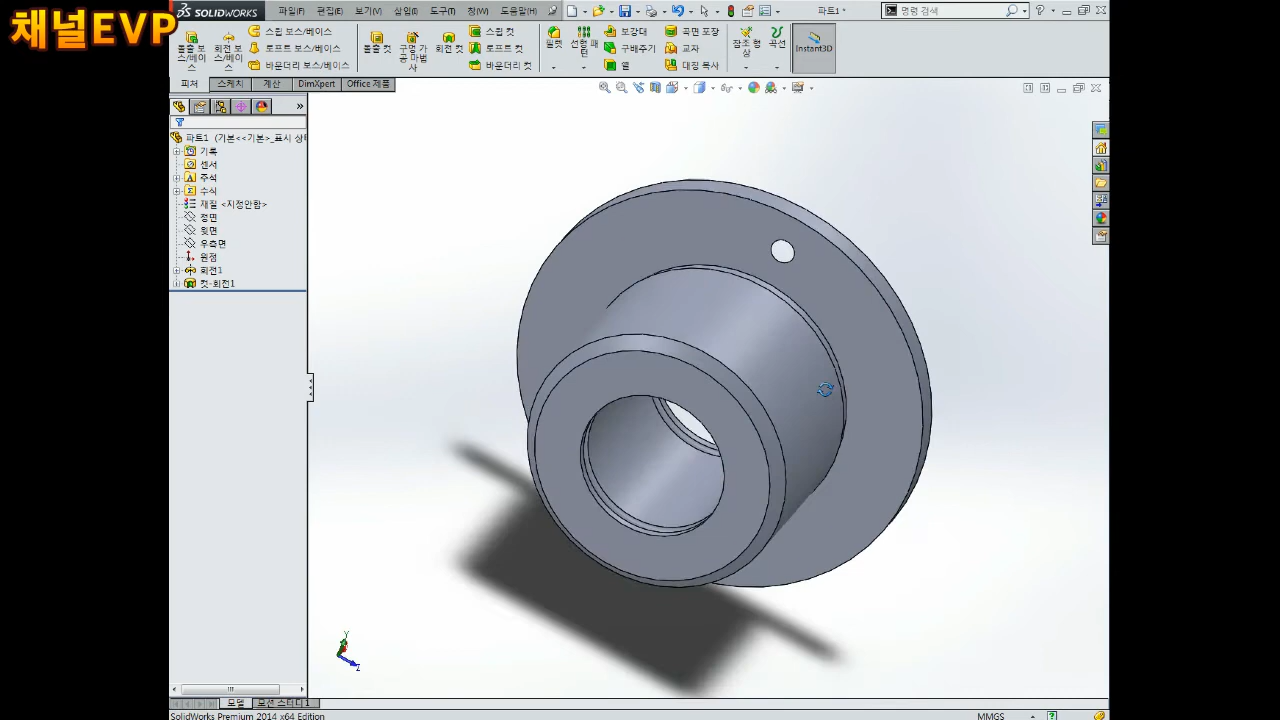 채널EVP
SOLIDWORKS
파일(F) 편집(E) 보기(V) 삽입(I) 도구(T) 창(W) 도움말(H)
파트1 *
명령 검색
돌출 보스/베이스
회전 보스/베이스
스윕 보스/베이스
로프트 보스/베이스
바운더리 보스/베이스
돌출 컷
구멍 가공 마법사
회전 컷
스윕 컷
로프트 컷
바운더리 컷
필렛
선형 패턴
보강대
구배주기
쉘
곡면 포장
교차
대칭 복사
참조 형상
곡선
Instant3D
피처 스케치 계산 DimXpert Office 제품
파트1 (기본<<기본>_표시 상태
기록
센서
주석
수식
재질 <지정안함>
정면
윗면
우측면
원점
회전1
컷-회전1
Y
Z
모델 모션 스터디 1
SolidWorks Premium 2014 x64 Edition
MMGS